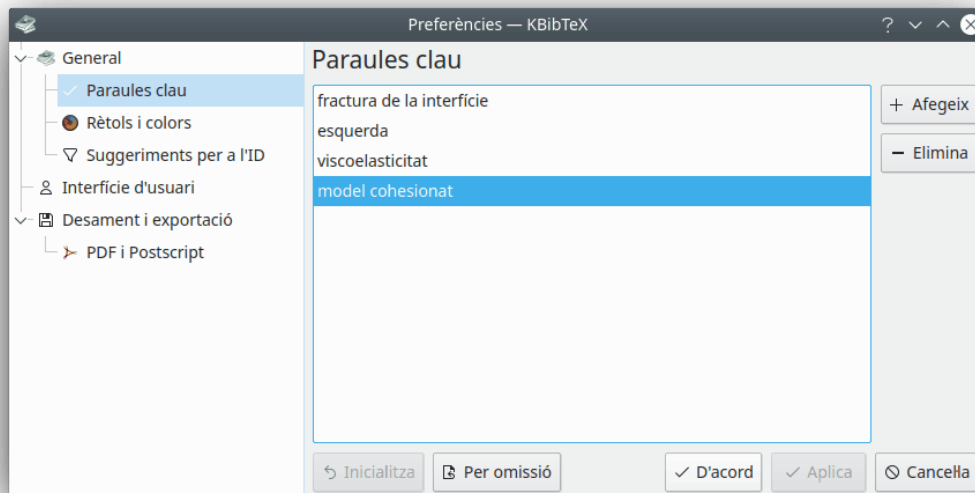 Preferències — KBibTeX
General
Paraules clau
Rètols i colors
Suggeriments per a l'ID
Interfície d'usuari
Desament i exportació
PDF i Postscript
Paraules clau
fractura de la interfície
esquerda
viscoelasticitat
model cohesionat
+ Afegeix
− Elimina
Inicialitza
Per omissió
D'acord
Aplica
Cancel·la